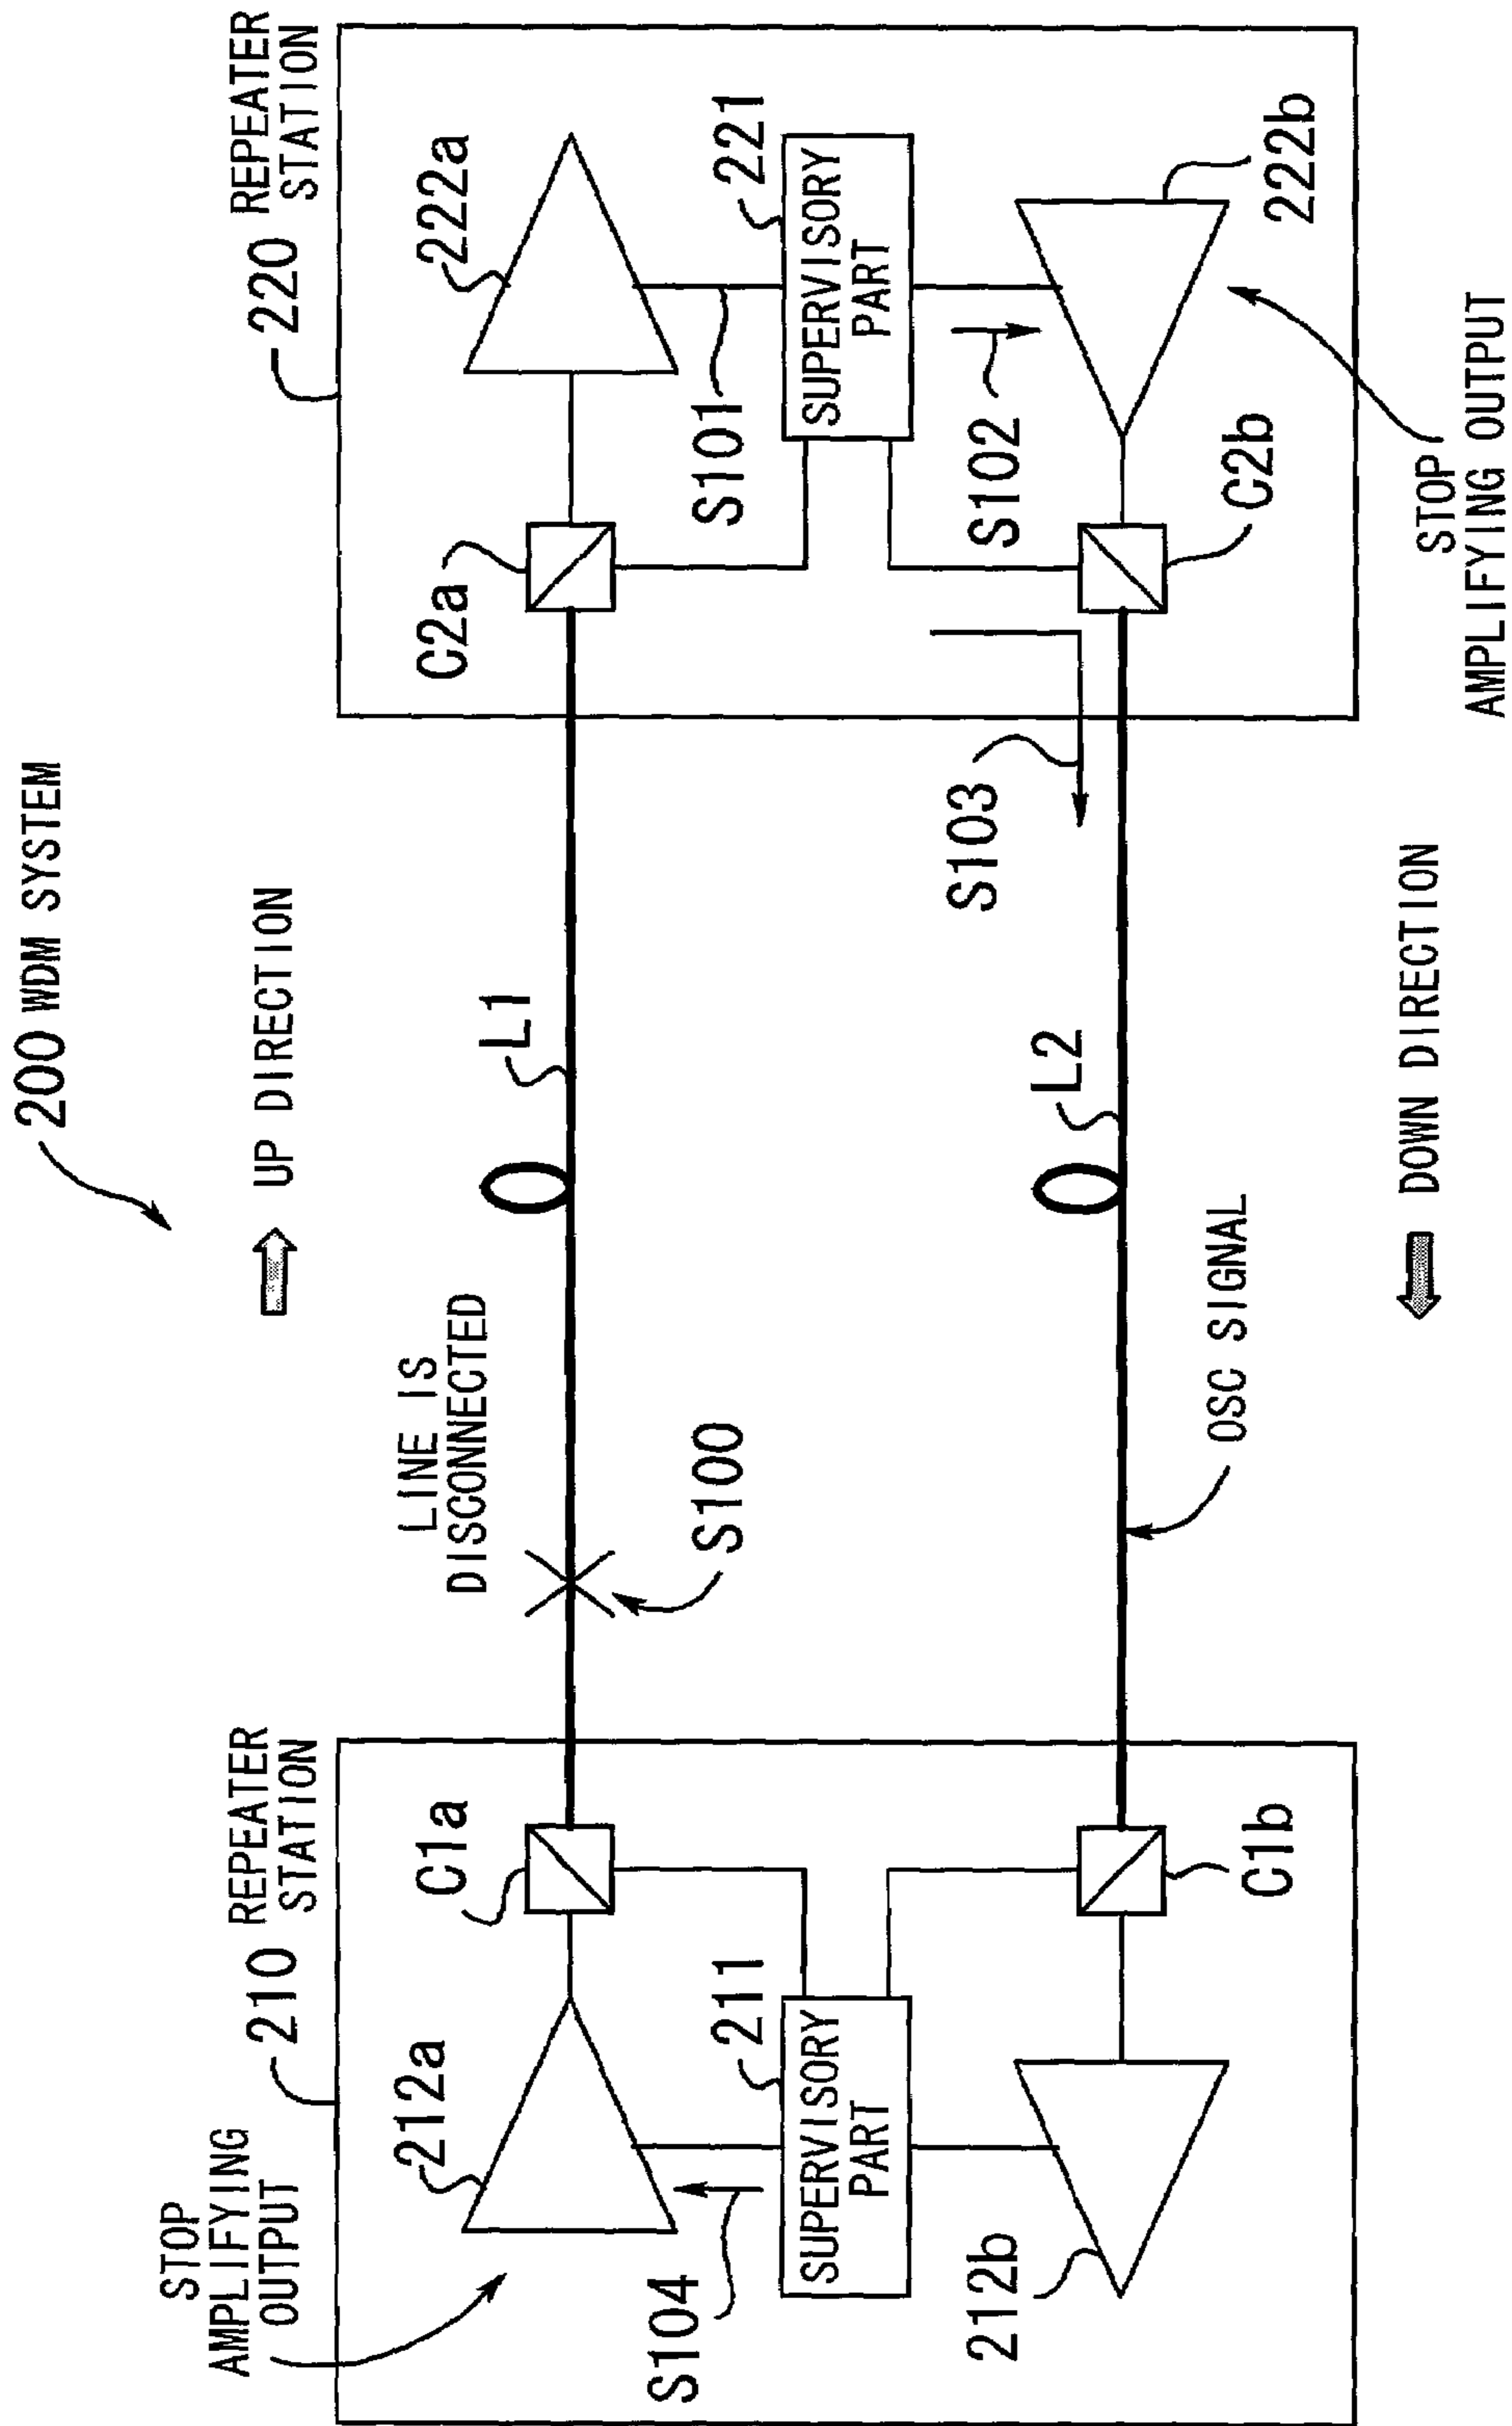 200 WDM SYSTEM
UP DIRECTION
210 REPEATER
STATION
STOP
AMPLIFYING
OUTPUT
212a
C1a
LINE IS
DISCONNECTED
S100
L1
220 REPEATER
STATION
C2a
222a
S104
SUPERVISORY
PART
211
212b
C1b
OSC SIGNAL
L2
S103
S101
SUPERVISORY
PART
221
S102
C2b
222b
STOP
AMPLIFYING OUTPUT
DOWN DIRECTION